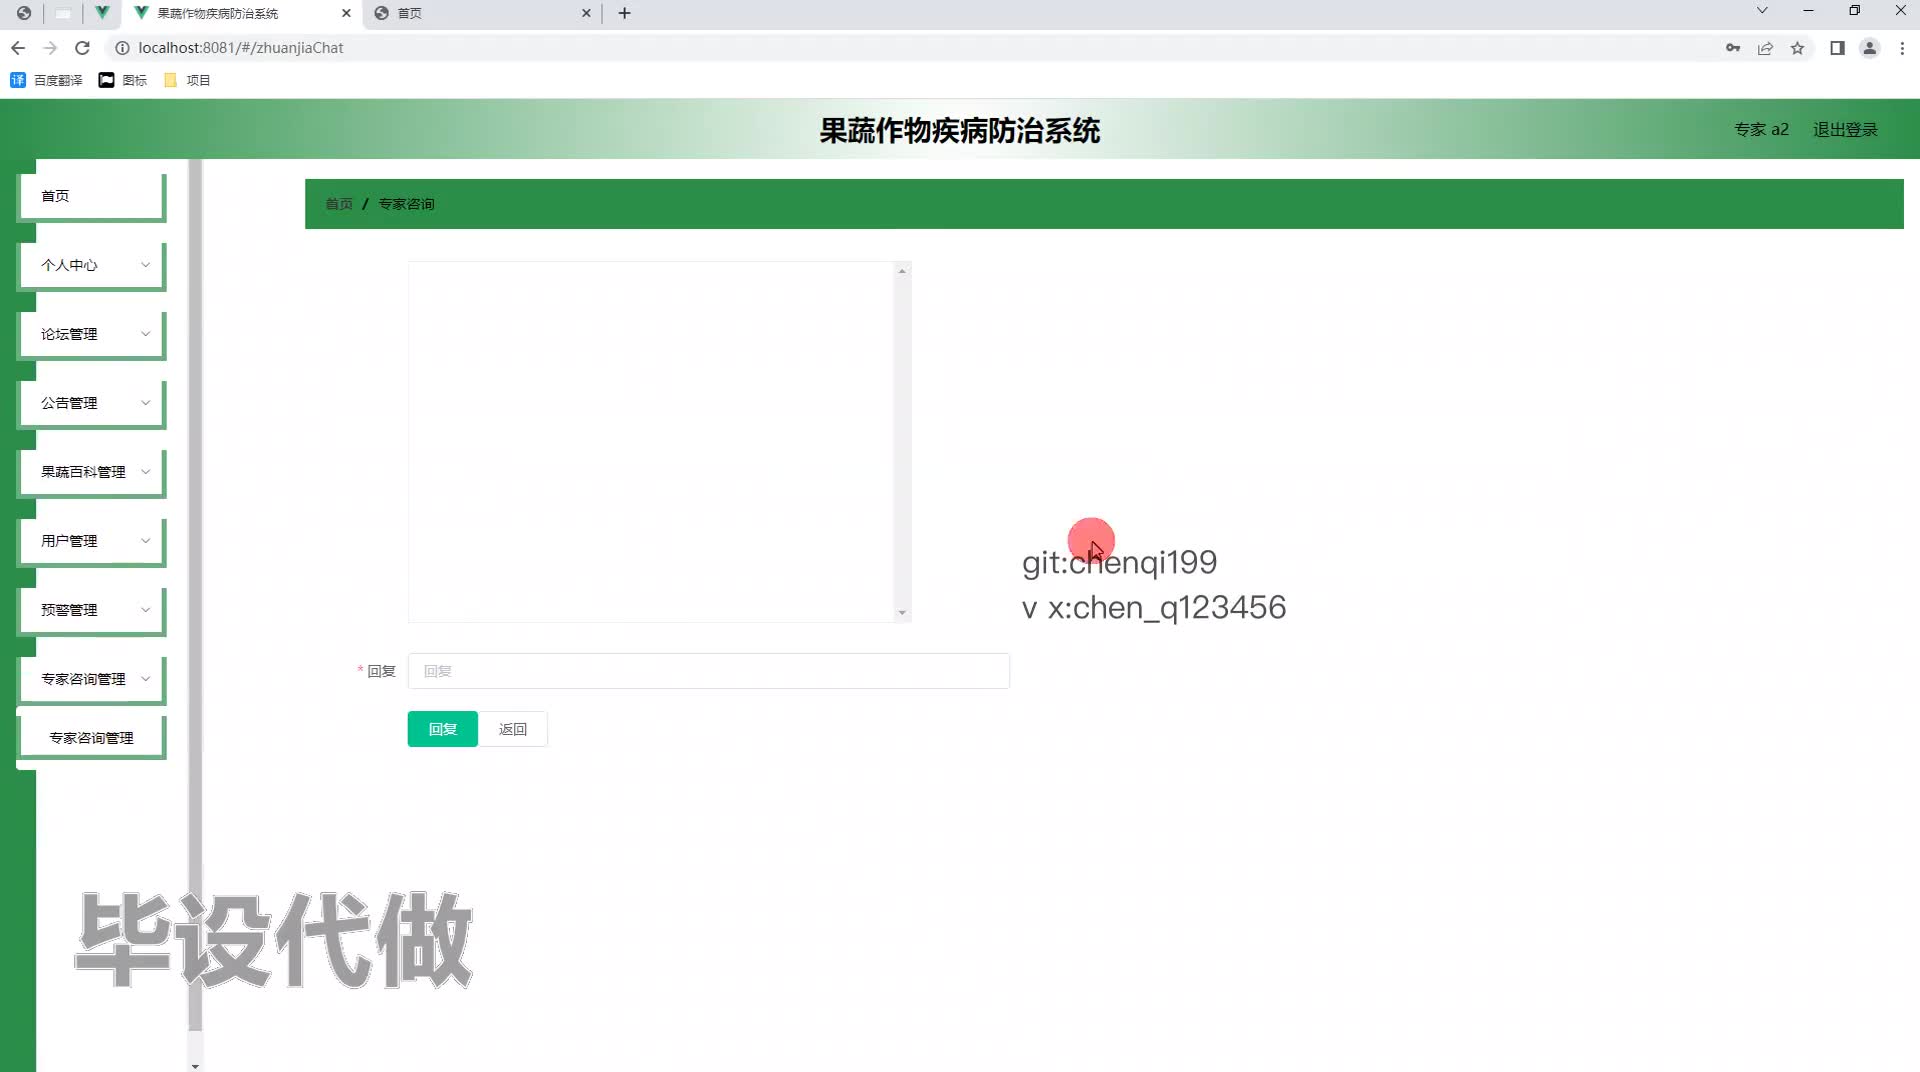 果蔬作物疾病防治系统
首页
localhost:8081/#/zhuanjiaChat
百度翻译
图标
项目
果蔬作物疾病防治系统
专家 a2
退出登录
首页
个人中心
论坛管理
公告管理
果蔬百科管理
用户管理
预警管理
专家咨询管理
专家咨询管理
首页 / 专家咨询
git:chenqi199
v x:chen_q123456
* 回复
回复
回复
返回
毕设代做